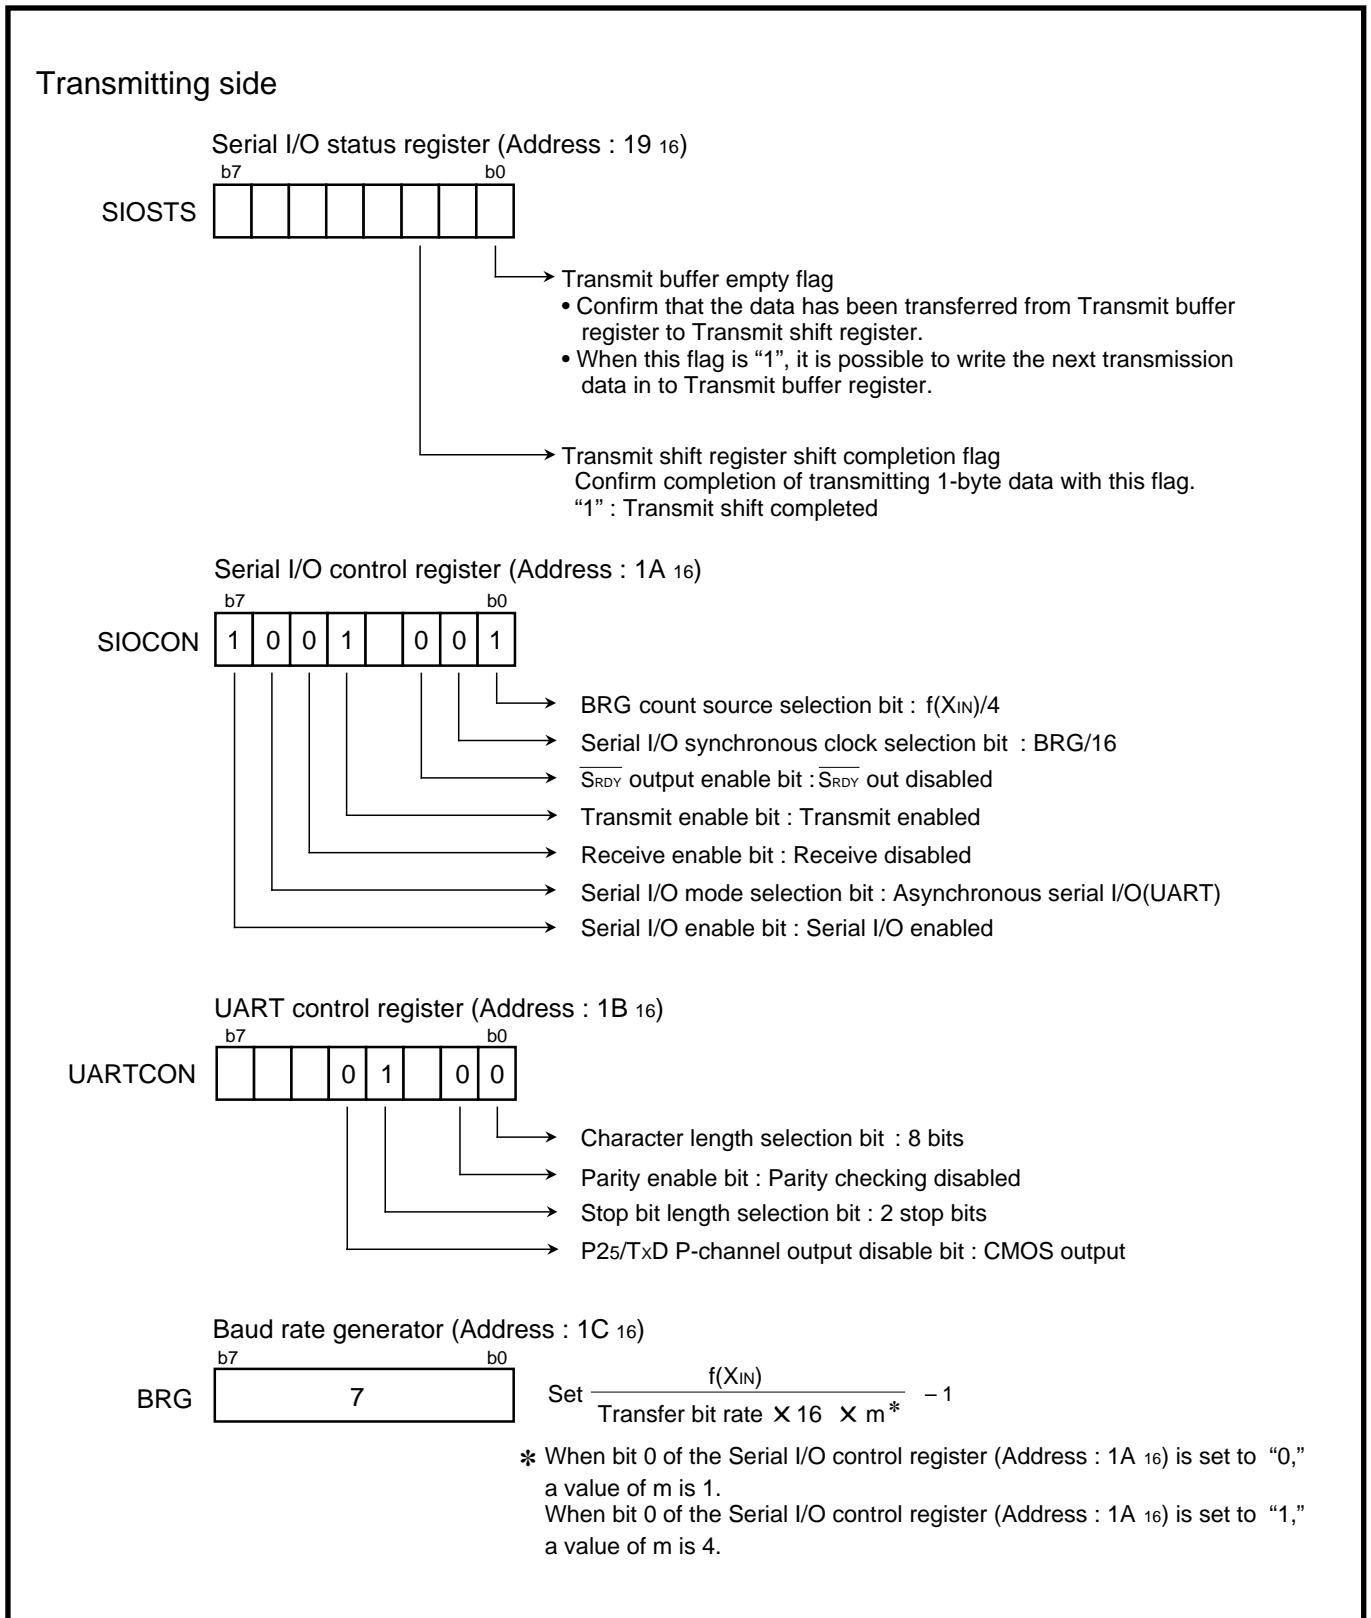 Transmitting side
Serial I/O status register (Address : 19 16)
b7 b0
SIOSTS
Transmit buffer empty flag
• Confirm that the data has been transferred from Transmit buffer
register to Transmit shift register.
• When this flag is “1”, it is possible to write the next transmission
data in to Transmit buffer register.
Transmit shift register shift completion flag
Confirm completion of transmitting 1-byte data with this flag.
“1” : Transmit shift completed
Serial I/O control register (Address : 1A 16)
b7 b0
SIOCON 1 0 0 1 0 0 1
BRG count source selection bit : f(XIN)/4
Serial I/O synchronous clock selection bit : BRG/16
SRDY output enable bit : SRDY out disabled
Transmit enable bit : Transmit enabled
Receive enable bit : Receive disabled
Serial I/O mode selection bit : Asynchronous serial I/O(UART)
Serial I/O enable bit : Serial I/O enabled
UART control register (Address : 1B 16)
b7 b0
UARTCON 0 1 0 0
Character length selection bit : 8 bits
Parity enable bit : Parity checking disabled
Stop bit length selection bit : 2 stop bits
P25/TxD P-channel output disable bit : CMOS output
Baud rate generator (Address : 1C 16)
b7 b0
BRG 7
f(XIN)
Set – 1
Transfer bit rate ✕ 16 ✕ m*
✻ When bit 0 of the Serial I/O control register (Address : 1A 16) is set to “0,”
a value of m is 1.
When bit 0 of the Serial I/O control register (Address : 1A 16) is set to “1,”
a value of m is 4.